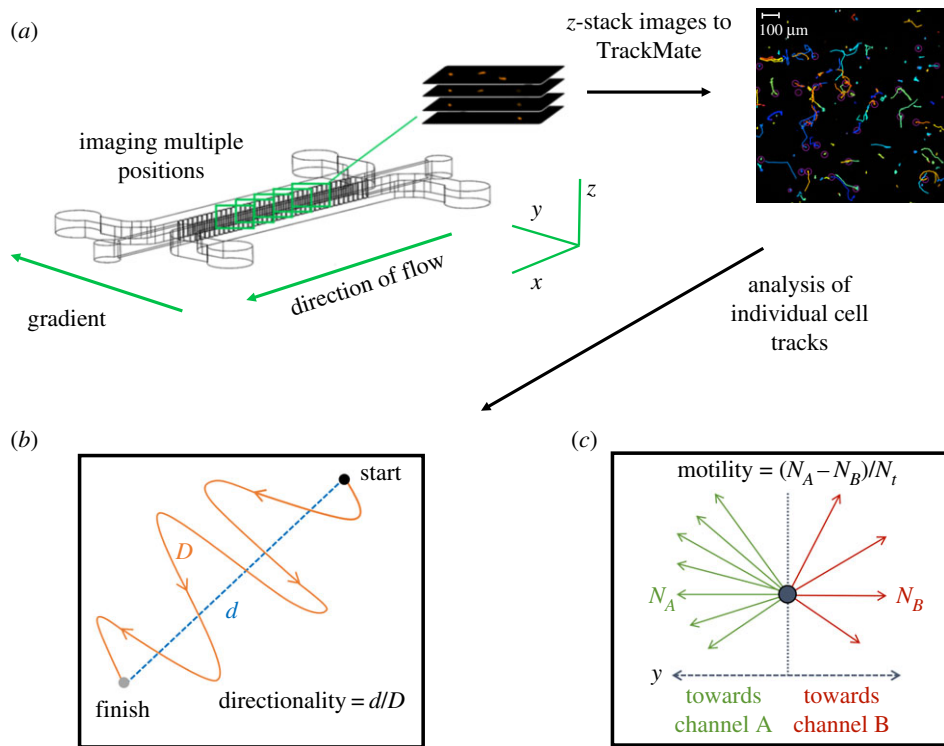 (a)
z-stack images to
TrackMate
100 µm
imaging multiple
positions
z
y
x
direction of flow
gradient
analysis of
individual cell
tracks
(b)
start
D
d
finish
directionality = d/D
(c)
motility = (N_A – N_B)/N_t
N_A
N_B
y
towards
channel A
towards
channel B